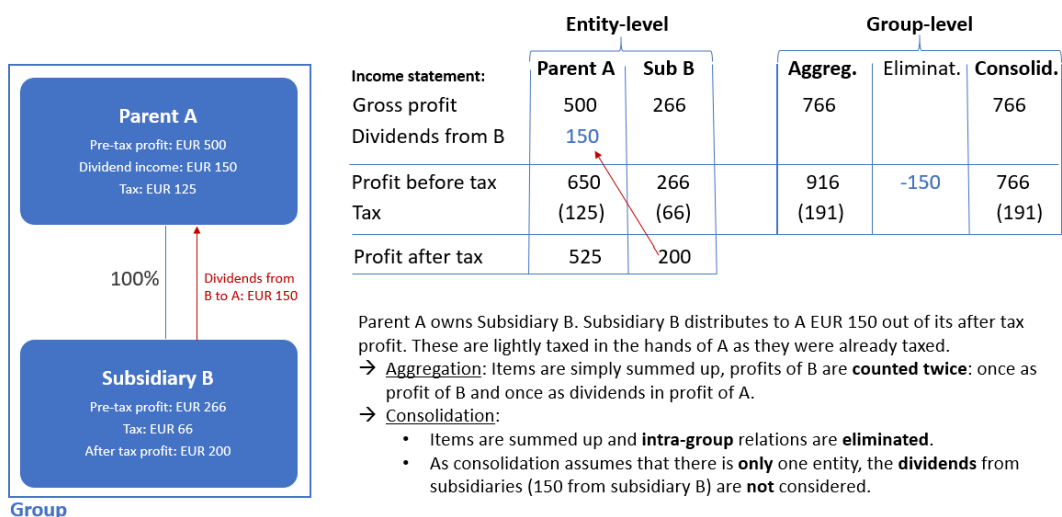 Parent A
Pre-tax profit: EUR 500
Dividend income: EUR 150
Tax: EUR 125
100%
Dividends from
B to A: EUR 150
Subsidiary B
Pre-tax profit: EUR 266
Tax: EUR 66
After tax profit: EUR 200
Group
Entity-level Group-level
Income statement: Parent A Sub B Aggreg. Eliminat. Consolid.
Gross profit 500 266 766 766
Dividends from B 150
Profit before tax 650 266 916 -150 766
Tax (125) (66) (191) (191)
Profit after tax 525 200
Parent A owns Subsidiary B. Subsidiary B distributes to A EUR 150 out of its after tax
profit. These are lightly taxed in the hands of A as they were already taxed.
→ Aggregation: Items are simply summed up, profits of B are counted twice: once as
profit of B and once as dividends in profit of A.
→ Consolidation:
• Items are summed up and intra-group relations are eliminated.
• As consolidation assumes that there is only one entity, the dividends from
subsidiaries (150 from subsidiary B) are not considered.